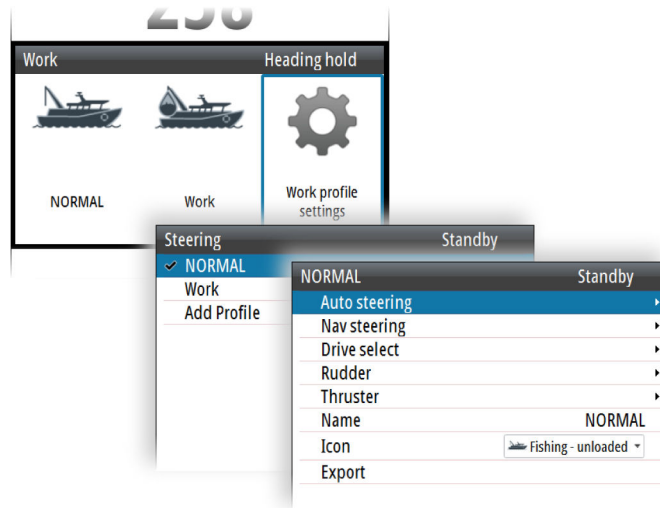 Work Heading hold
NORMAL Work Work profile
settings
Steering Standby
NORMAL
Work
Add Profile
NORMAL Standby
Auto steering
Nav steering
Drive select
Rudder
Thruster
Name NORMAL
Icon Fishing - unloaded
Export